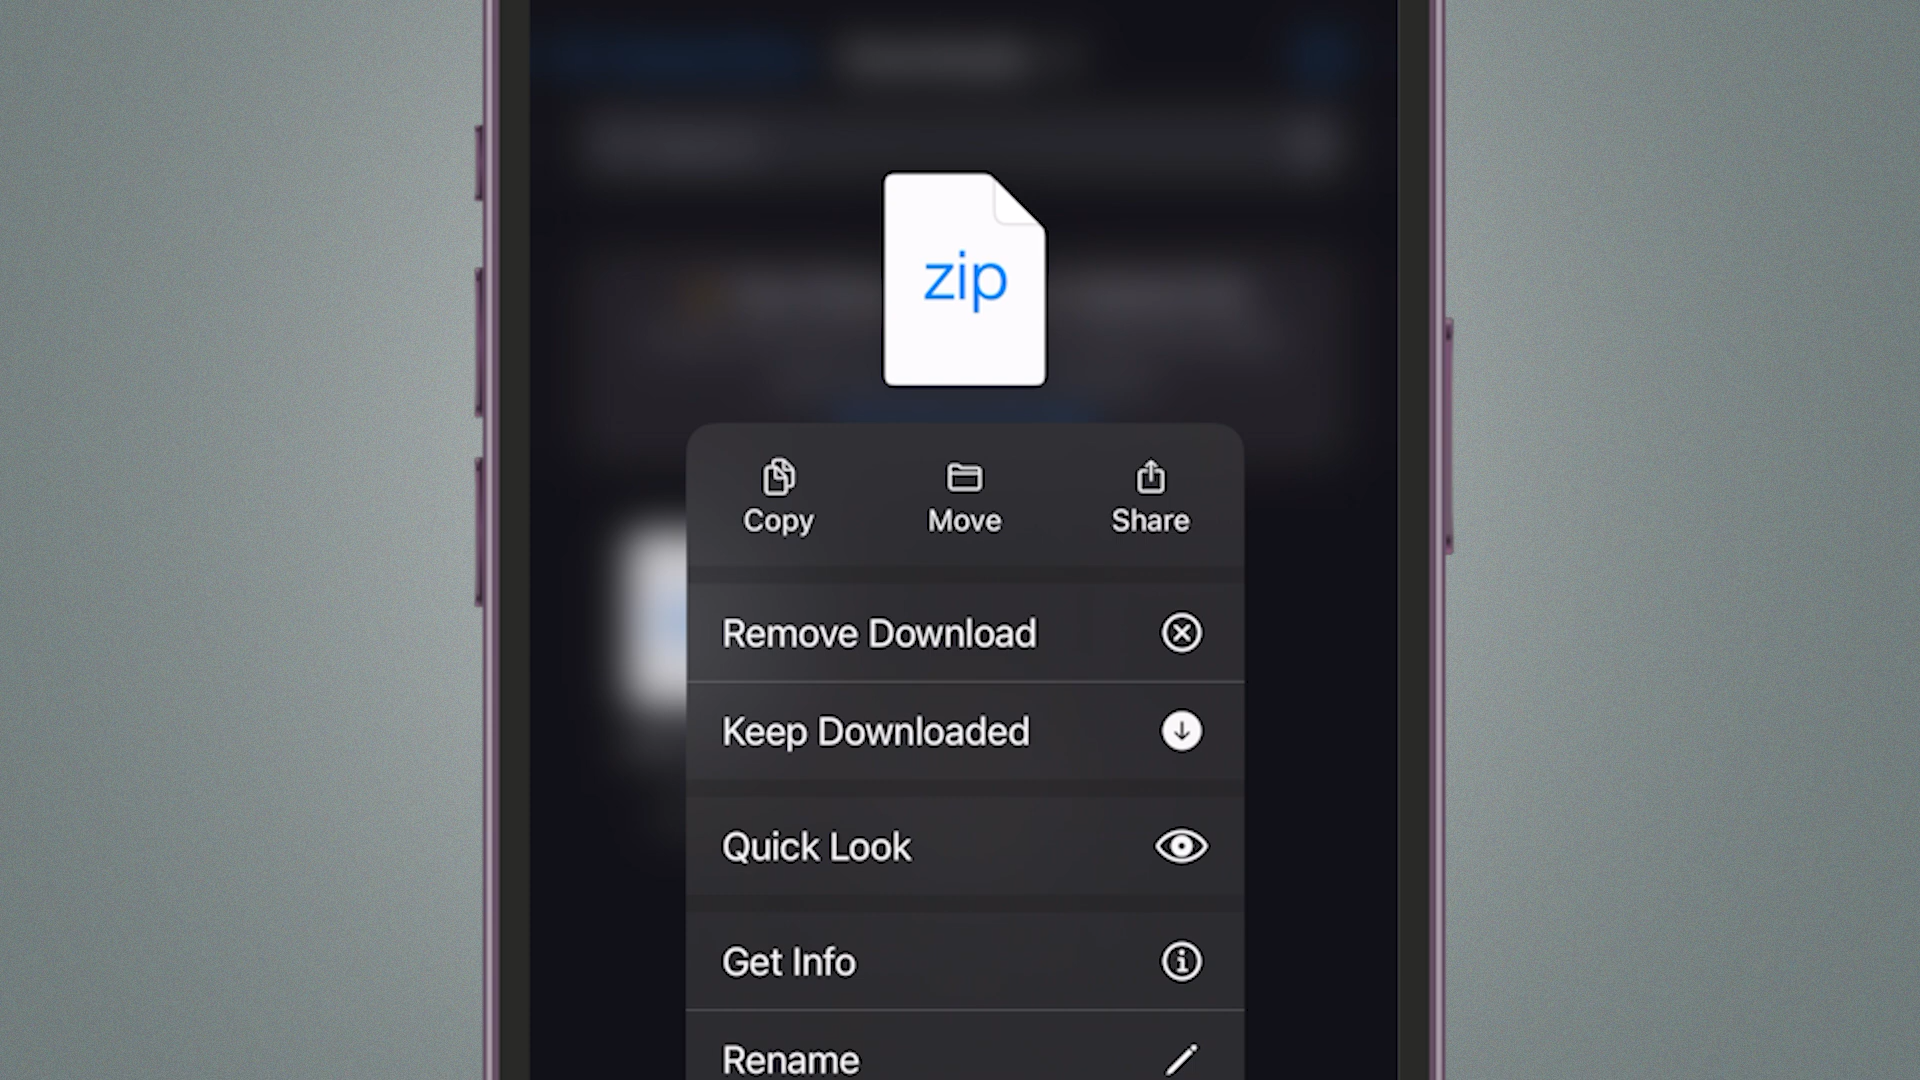 zip
Copy Move Share
Remove Download
Keep Downloaded
Quick Look
Get Info
Rename